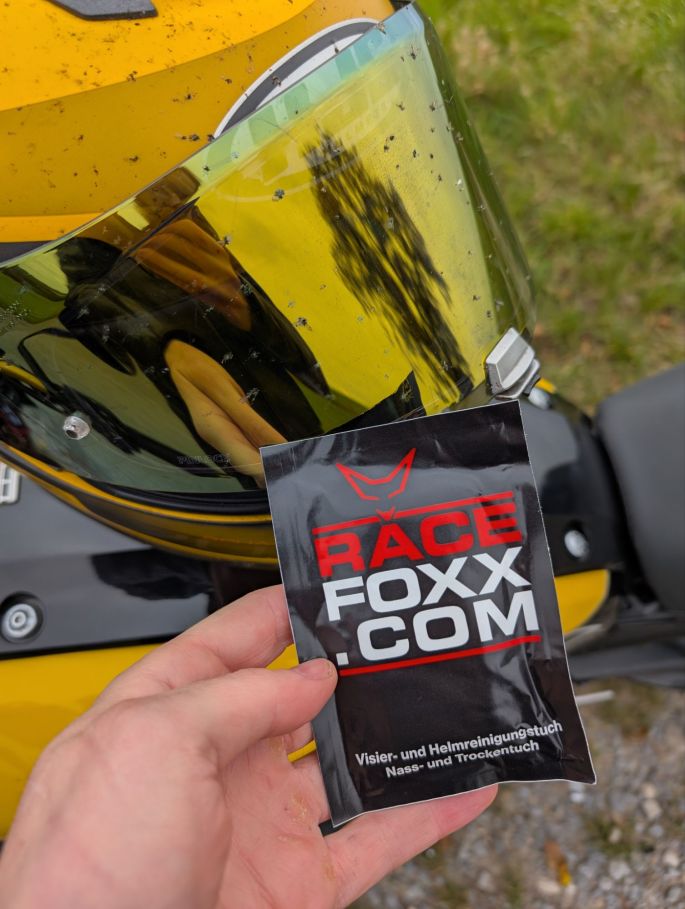 RACE
FOXX
.COM
Visier- und Helmreinigungstuch
Nass- und Trockentuch